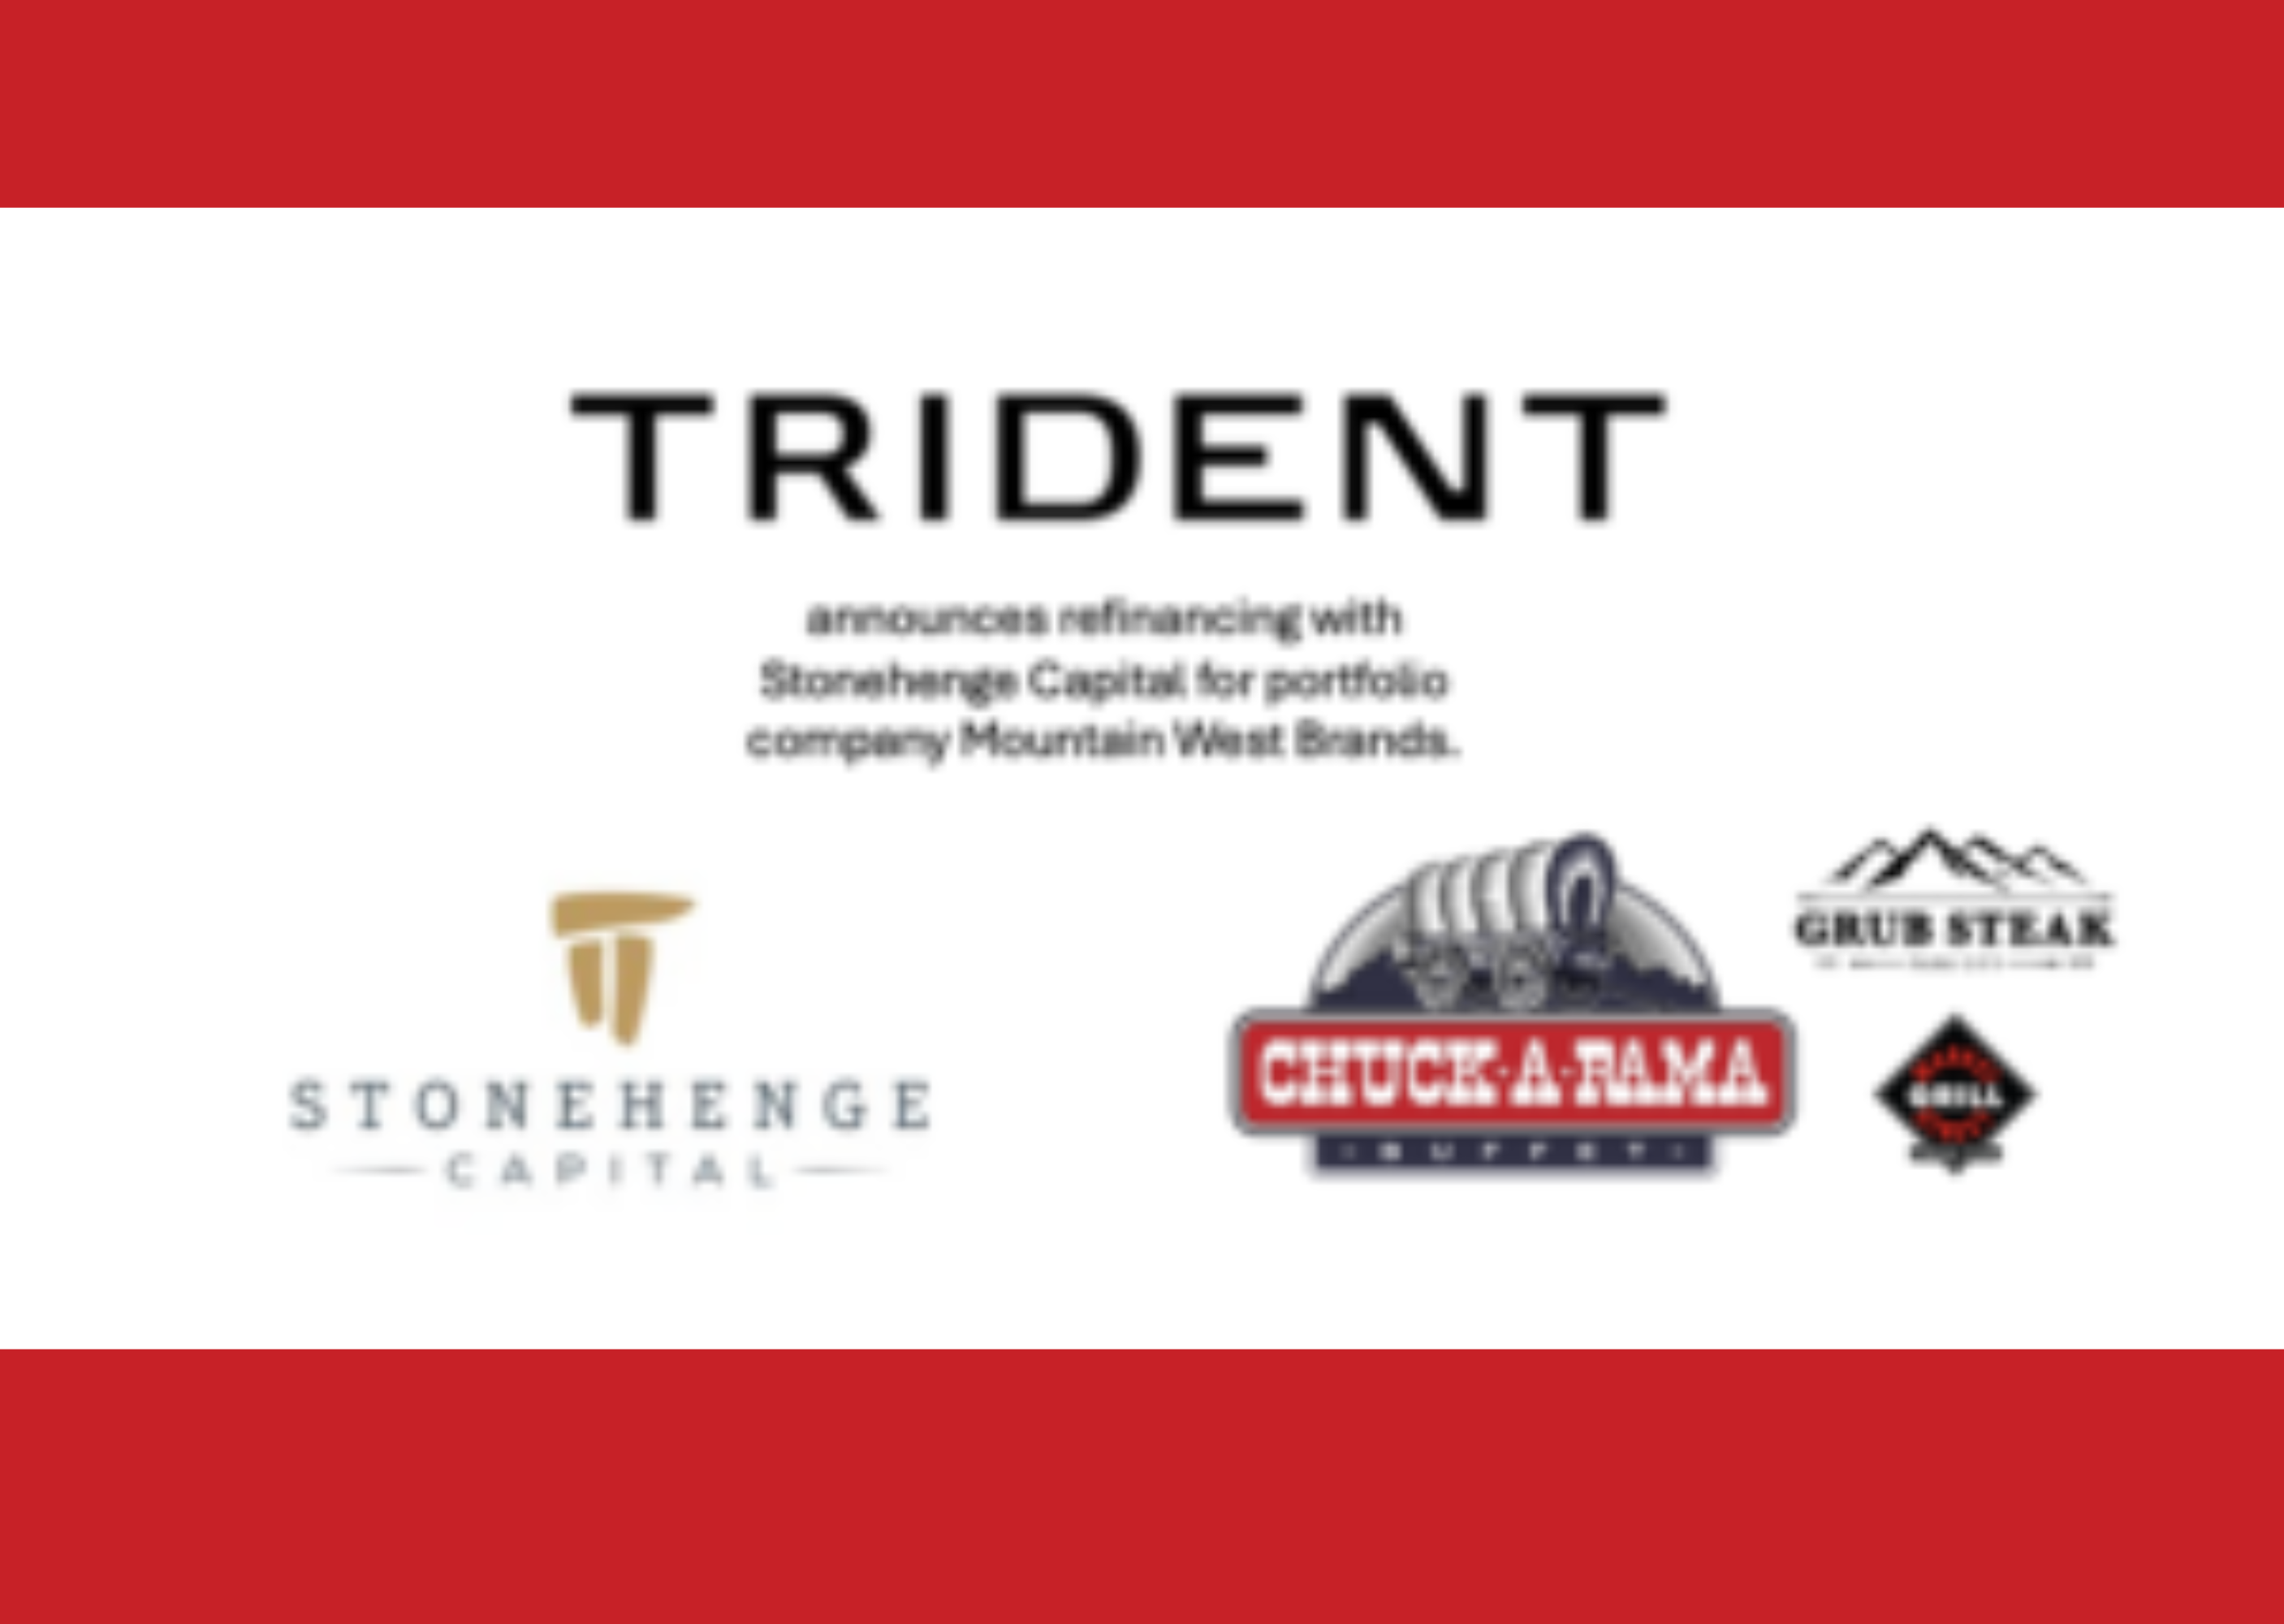 TRIDENT
announces refinancing with
Stonehenge Capital for portfolio
company Mountain West Brands.
STONEHENGE
CAPITAL
CHUCK-A-RAMA
BUFFET
GRUB STEAK
GRILL